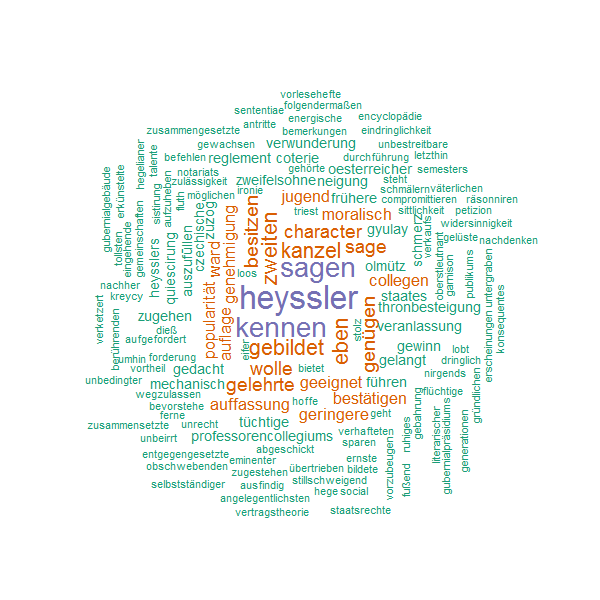 vorlesehefte
sententiae folgendermaßen
energische encyclopädie
zusammengesetzte antritte eindringlichkeit
gewachsen bemerkungen unbestreitbare
verwunderung
befehlen reglement coterie durchführung letzthin
notariats gehörte oesterreicher semesters
zulässigkeit zweifelsohne neigung steht
möglichen ironie jugend frühere schmälern väterlichen
compromittieren räsonniren
triest moralisch sittlichkeit petizion
character gyulay widersinnigkeit
kanzel sage gelüste nachdenken
sagen olmütz
loos collegen
nachher heyssler staates
kreycy thronbesteigung
zugehen kennen veranlassung
dieß
aufgefordert gebildet gewinn lobt
umhin forderung gelangt dringlich
vortheil gedacht wolle bietet nirgends
unbedingter mechanisch gelehrte geeignet führen flüchtige
wegzulassen bestätigen
bevorstehe auffassung hoffe
ferne geringere geht
zusammensetzte unrecht tüchtige
unbeirrt professorencollegiums verhafteten
sparen
entgegengesetzte abgeschickt
eminenter ernste
obschwebenden übertrieben bildete
zugestehen
selbstständiger ausfindig stillschweigend
hege social
angelegentlichsten
vertragstheorie staatsrechte
gubernialgebäude
tollsten
erkünstelte
eingehende
hegelianer
gemeinschaften
talente
sistirung
heysslers
fluth
aufzuheben
quiescirung
auszufüllen
czechische
zuzog
ward
popularität
genehmigung
auflage
besitzen
zweiten
eben
genügen
stolz
eifer
verketzert
berührenden
schmerz
verkaufs
oberstleutnant
garnison
publikums
untergraben
erscheinungen
konsequentes
gründlichen
generationen
gubernialpräsidiums
literarischer
gebahrung
ruhiges
fußend
vorzubeugen